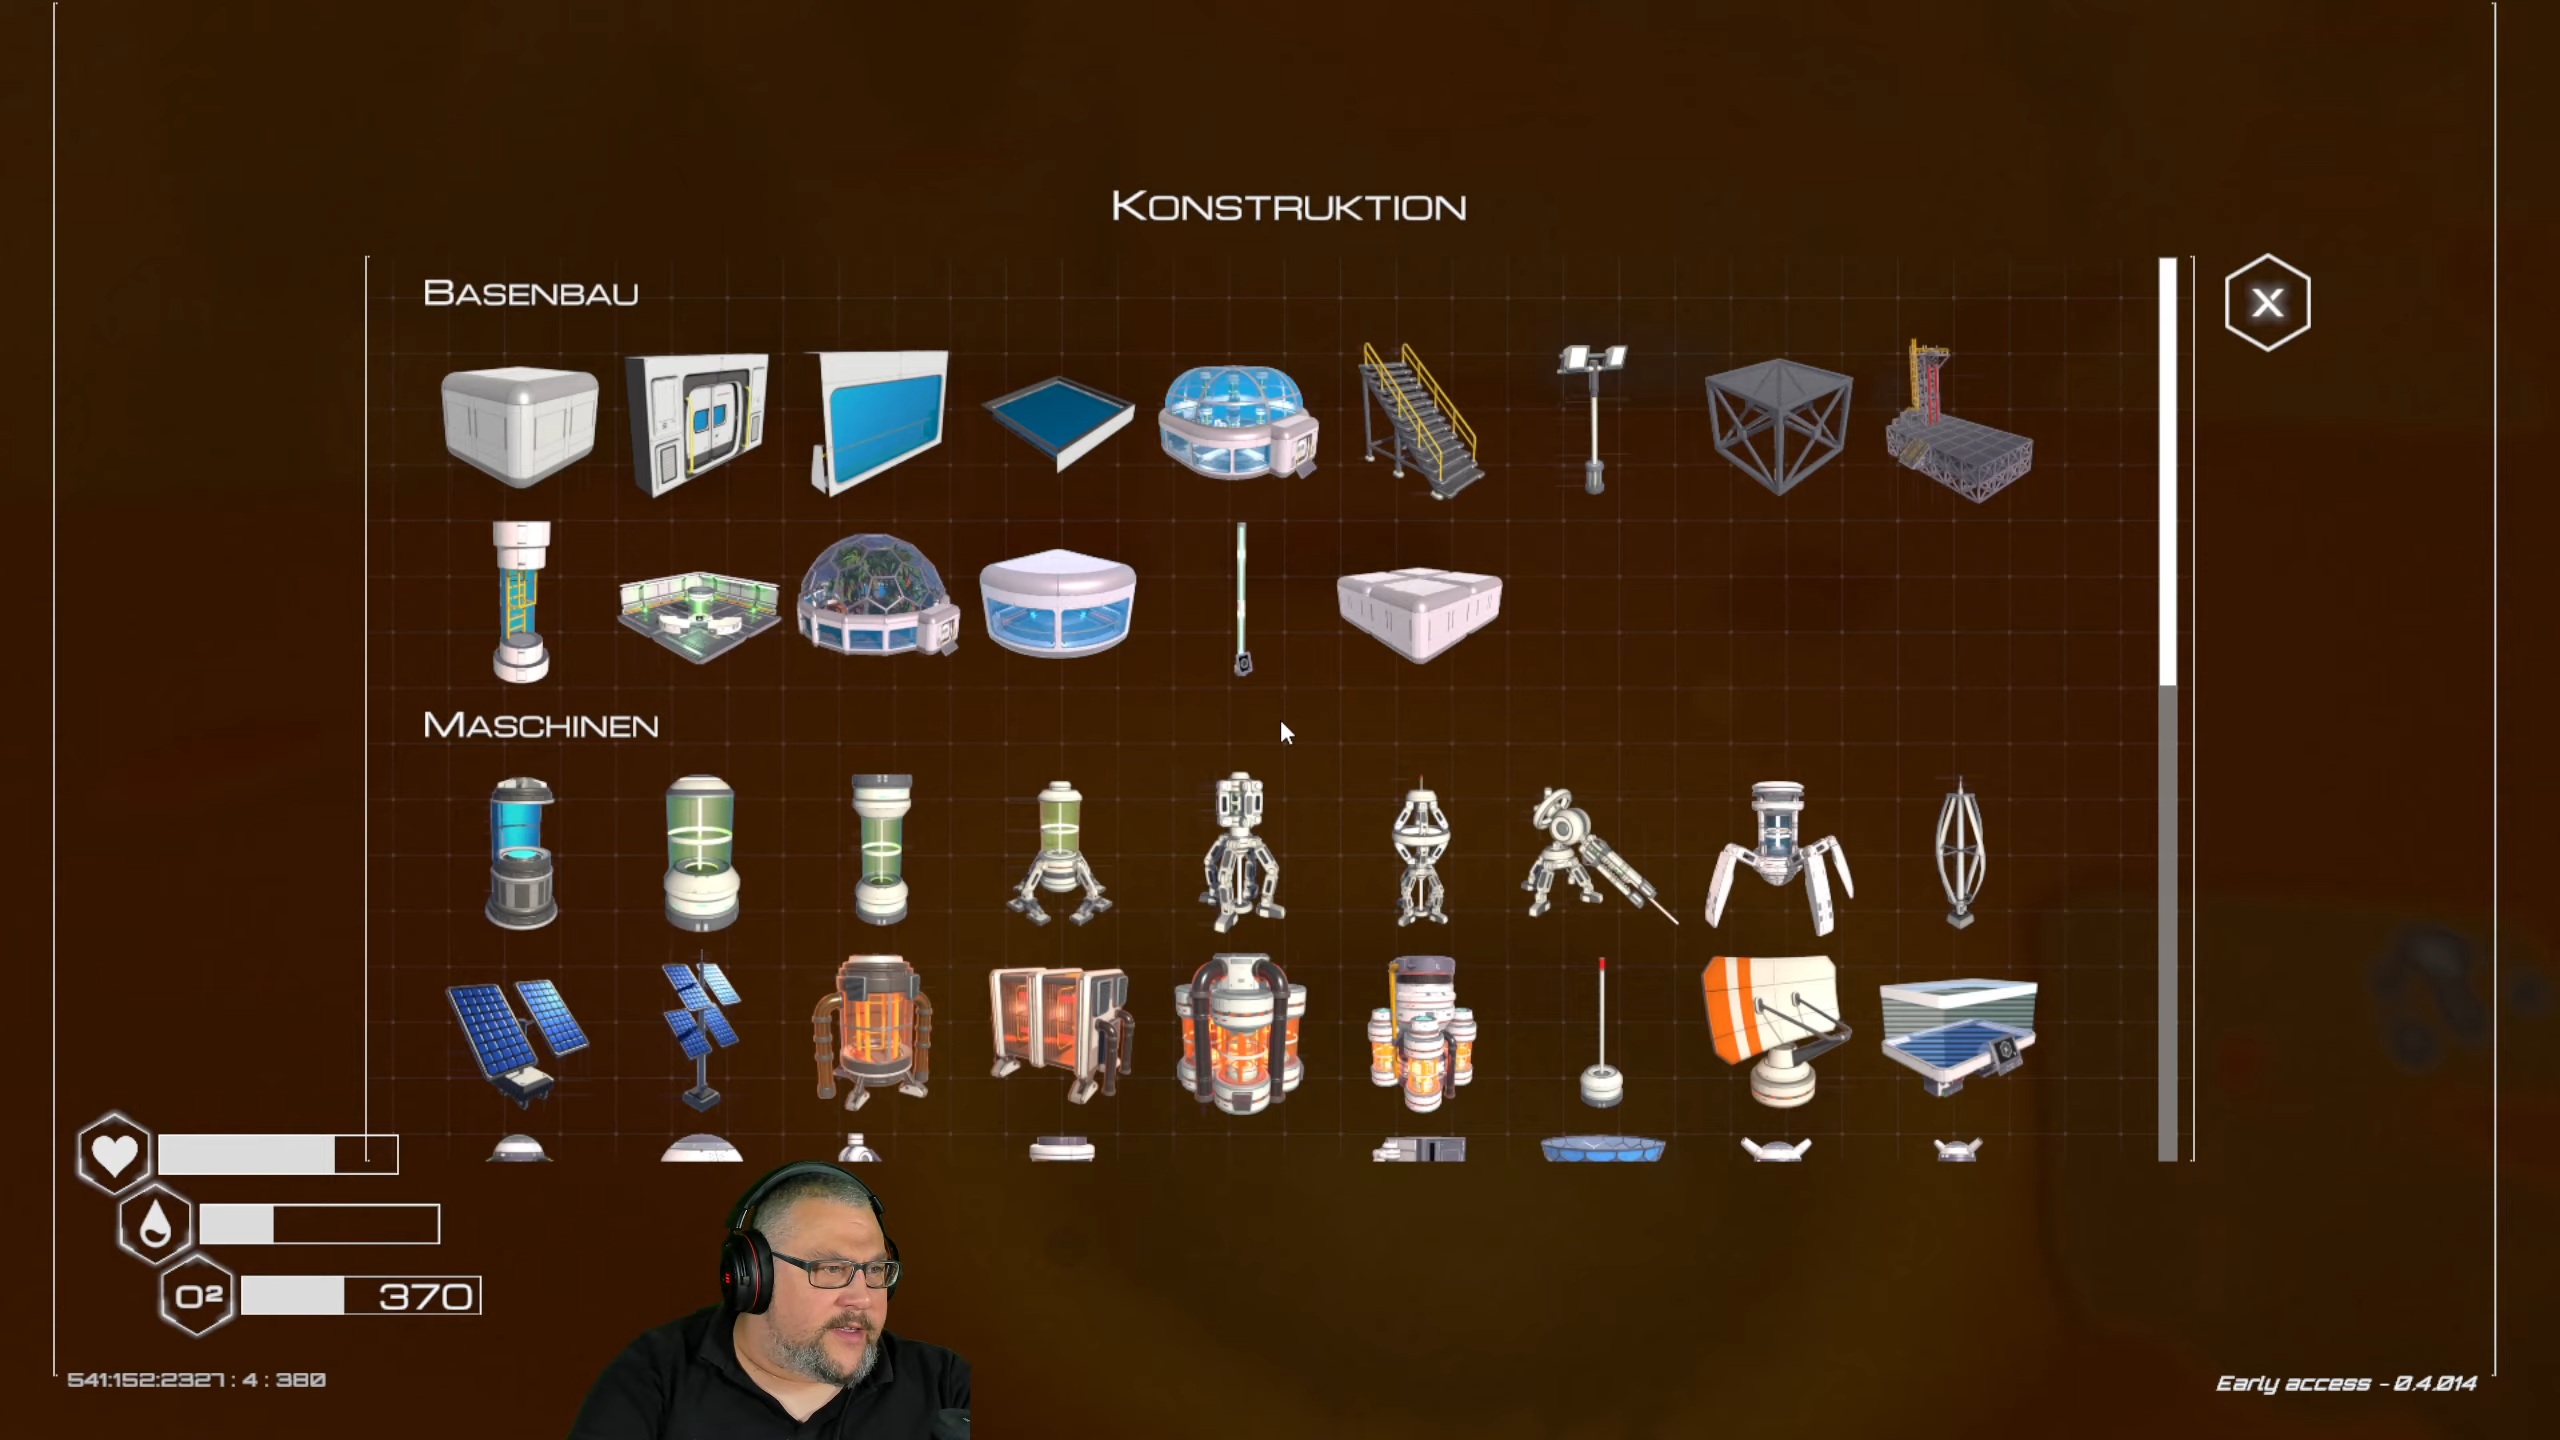 Konstruktion
Basenbau
X
Maschinen
O²
370
541:152:2327 : 4 : 380
Early access - 0.4.014